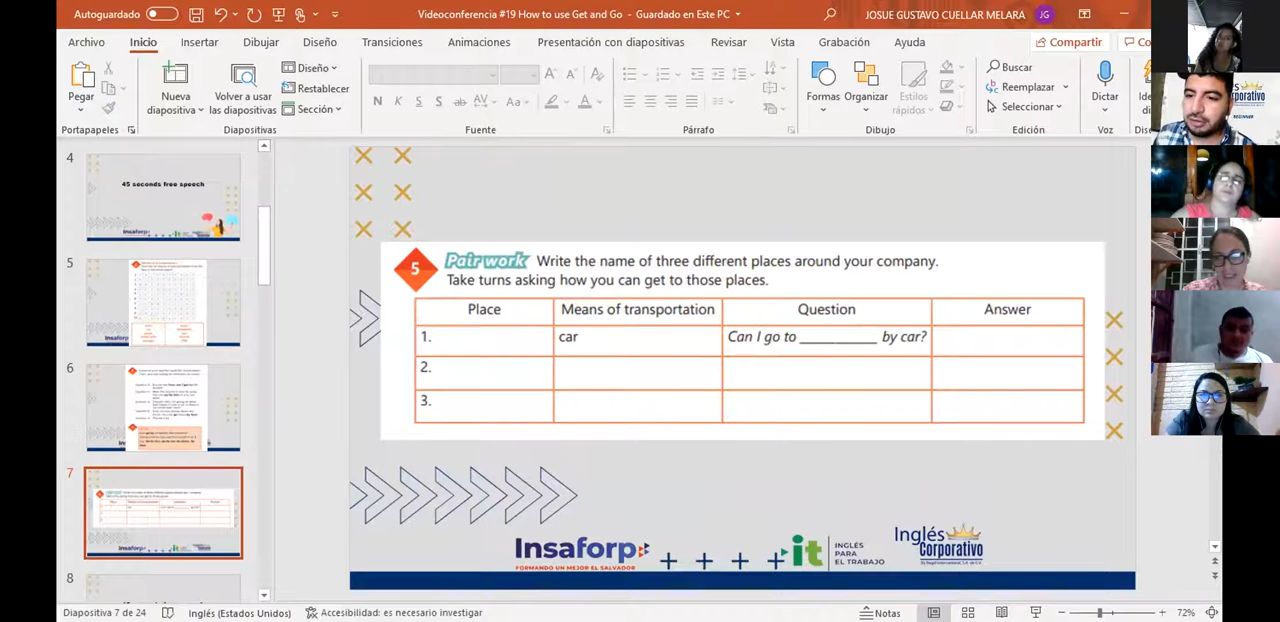 Autoguardado
Videoconferencia #19 How to use Get and Go - Guardado en Este PC
JOSUE GUSTAVO CUELLAR MELARA
JG
Archivo Inicio Insertar Dibujar Diseño Transiciones Animaciones Presentación con diapositivas Revisar Vista Grabación Ayuda
Compartir
Co
Pegar
Nueva diapositiva
Volver a usar las diapositivas
Diseño
Restablecer
Sección
N K S
Formas Organizar Estilos rápidos
Buscar
Reemplazar
Seleccionar
Dictar
Portapapeles Diapositivas Fuente Párrafo Dibujo Edición Voz
4
45 seconds free speech
5
6
7
8
5 Pair work Write the name of three different places around your company.
Take turns asking how you can get to those places.
Place Means of transportation Question Answer
1. car Can I go to __________ by car?
2.
3.
Insaforp
FORMANDO UN MEJOR EL SALVADOR
it
INGLÉS
PARA
EL TRABAJO
Inglés
Corporativo
Diapositiva 7 de 24 Inglés (Estados Unidos) Accesibilidad: es necesario investigar Notas 72%